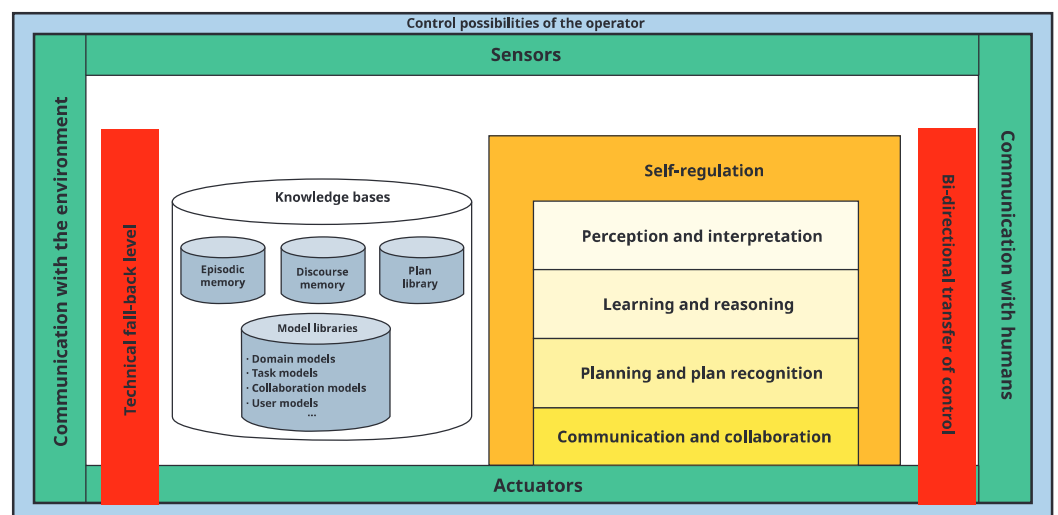 Control possibilities of the operator
Sensors
Communication with the environment
Technical fall-back level
Knowledge bases
Episodic
memory
Discourse
memory
Plan
library
Model libraries
· Domain models
· Task models
· Collaboration models
· User models
...
Self-regulation
Perception and interpretation
Learning and reasoning
Planning and plan recognition
Communication and collaboration
Bi-directional transfer of control
Communication with humans
Actuators